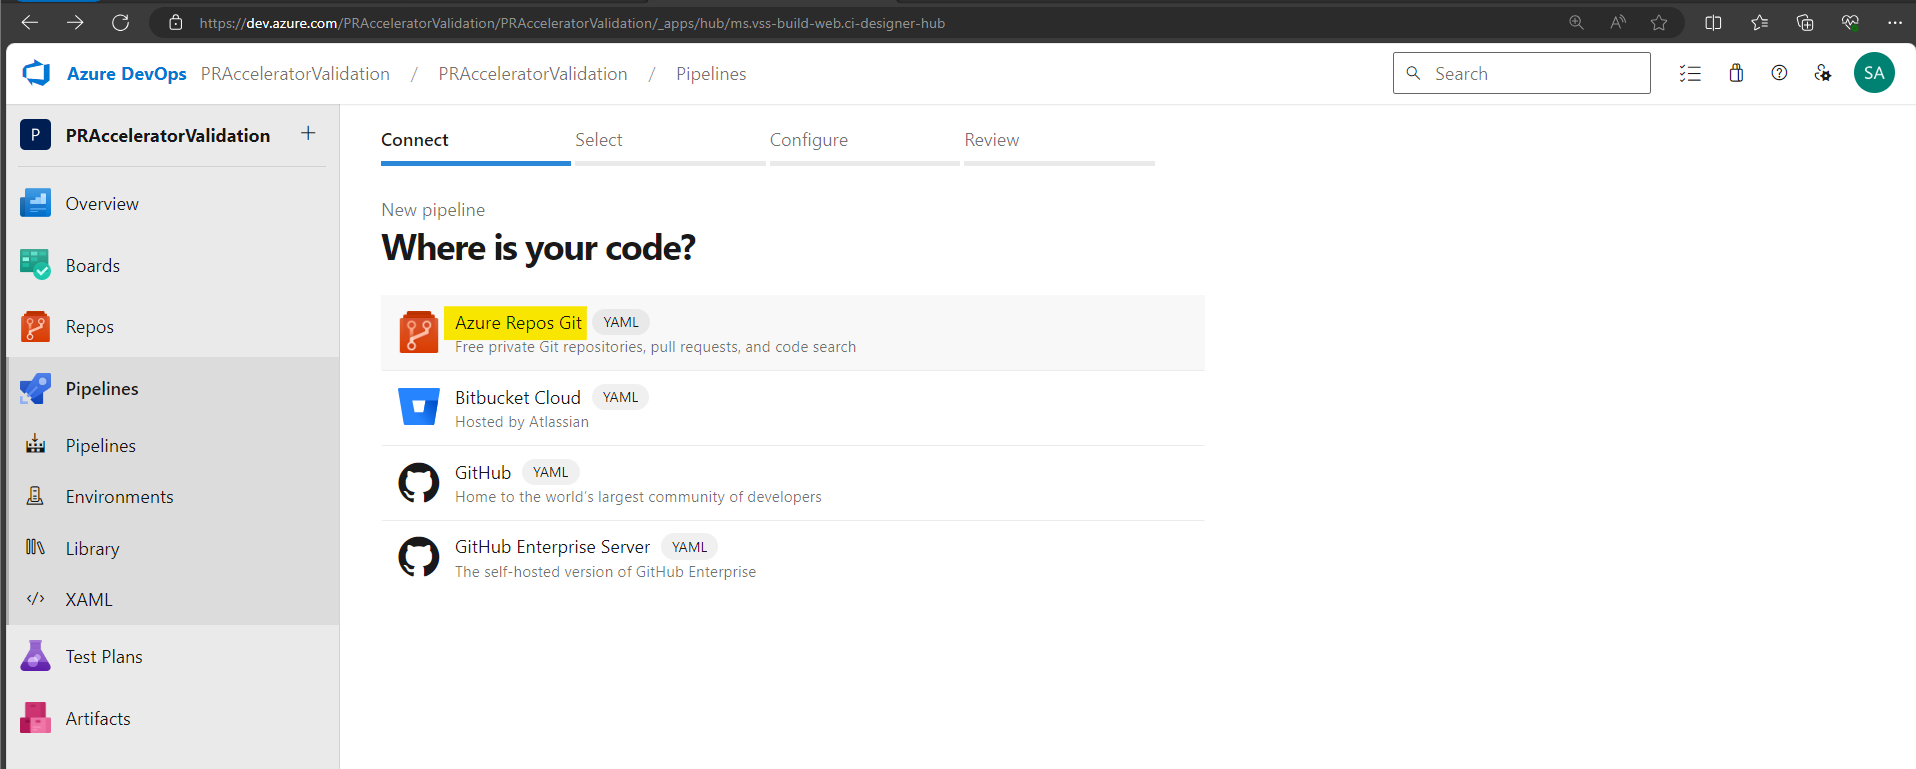 https://dev.azure.com/PRAcceleratorValidation/PRAcceleratorValidation/_apps/hub/ms.vss-build-web.ci-designer-hub
Azure DevOps PRAcceleratorValidation / PRAcceleratorValidation / Pipelines
Search
SA
P PRAcceleratorValidation +
Overview
Boards
Repos
Pipelines
Pipelines
Environments
Library
XAML
Test Plans
Artifacts
Connect Select Configure Review
New pipeline
Where is your code?
Azure Repos Git YAML
Free private Git repositories, pull requests, and code search
Bitbucket Cloud YAML
Hosted by Atlassian
GitHub YAML
Home to the world's largest community of developers
GitHub Enterprise Server YAML
The self-hosted version of GitHub Enterprise